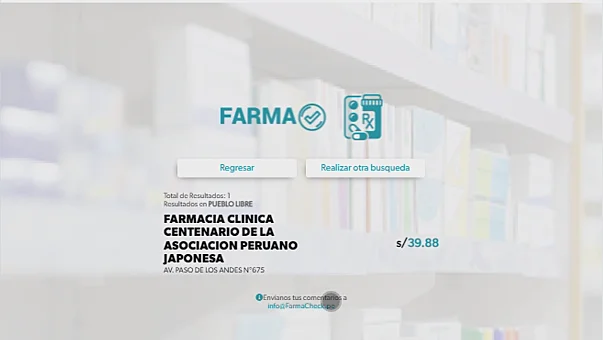 FARMA
Rx
Regresar
Realizar otra busqueda
Total de Resultados: 1
Resultados en PUEBLO LIBRE
FARMACIA CLINICA
CENTENARIO DE LA
ASOCIACION PERUANO
JAPONESA
s/39.88
AV. PASO DE LOS ANDES N°675
Envianos tus comentarios a
info@FarmaCheck.pe